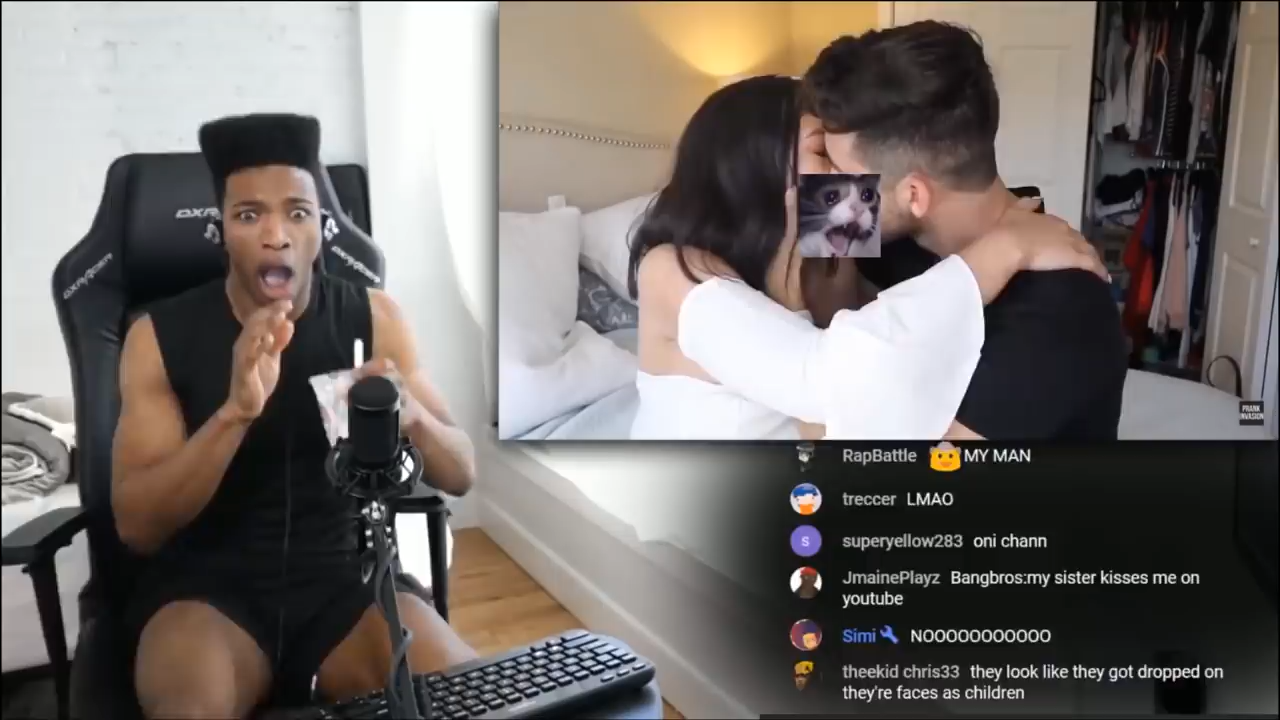 DXRACER
PRANK
INVASION
RapBattle MY MAN
treccer LMAO
S
superyellow283 oni chann
JmainePlayz Bangbros:my sister kisses me on
youtube
Simi NOOOOOOOOOOO
theekid chris33 they look like they got dropped on
they're faces as children